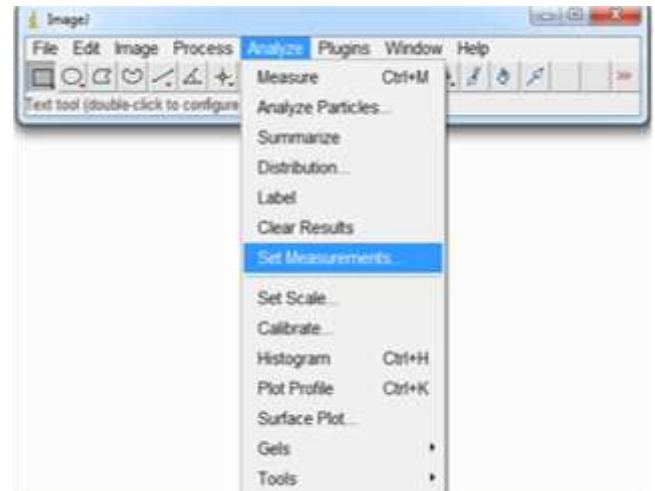 ImageJ
File Edit Image Process Analyze Plugins Window Help
Text tool (double-click to configure
Measure Ctrl+M
Analyze Particles...
Summarize
Distribution...
Label
Clear Results
Set Measurements...
Set Scale...
Calibrate...
Histogram Ctrl+H
Plot Profile Ctrl+K
Surface Plot...
Gels
Tools